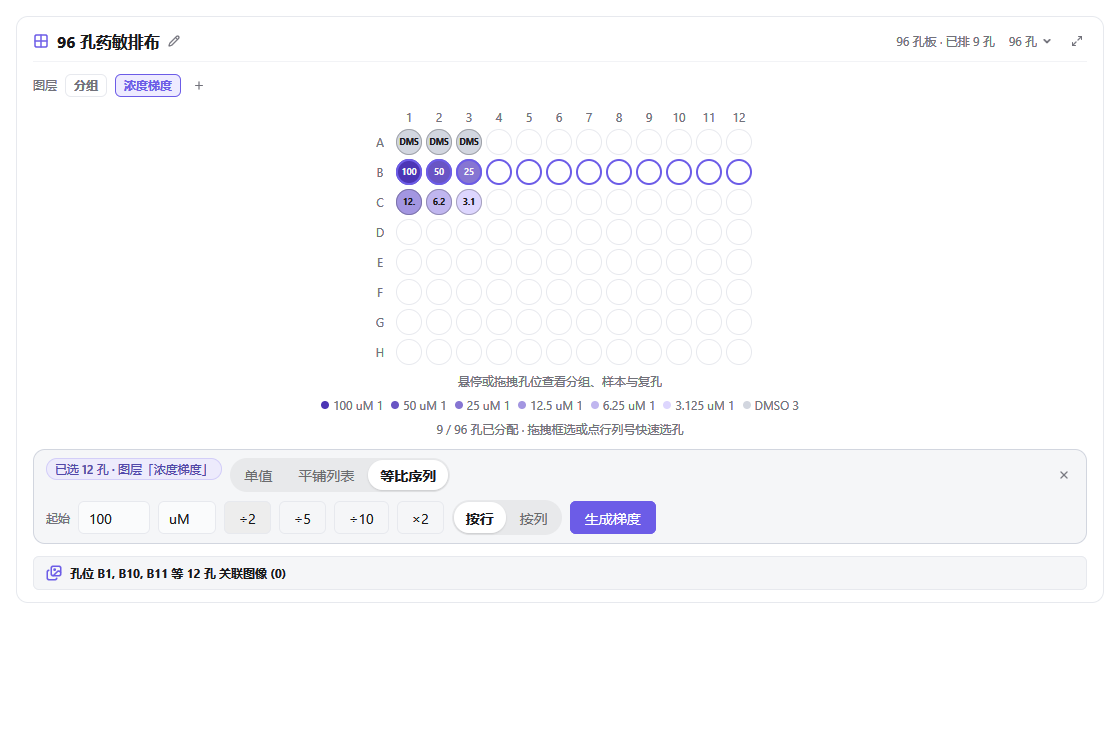 96 孔药敏排布
96 孔板 · 已排 9 孔 96 孔
图层 分组 浓度梯度 +
1 2 3 4 5 6 7 8 9 10 11 12
A DMS DMS DMS
B 100 50 25
C 12. 6.2 3.1
D
E
F
G
H
悬停或拖拽孔位查看分组、样本与复孔
100 uM 1 50 uM 1 25 uM 1 12.5 uM 1 6.25 uM 1 3.125 uM 1 DMSO 3
9 / 96 孔已分配 · 拖拽框选或点行列号快速选孔
已选 12 孔 · 图层「浓度梯度」 单值 平铺列表 等比序列 ×
起始 100 uM ÷2 ÷5 ÷10 ×2 按行 按列 生成梯度
孔位 B1, B10, B11 等 12 孔 关联图像 (0)